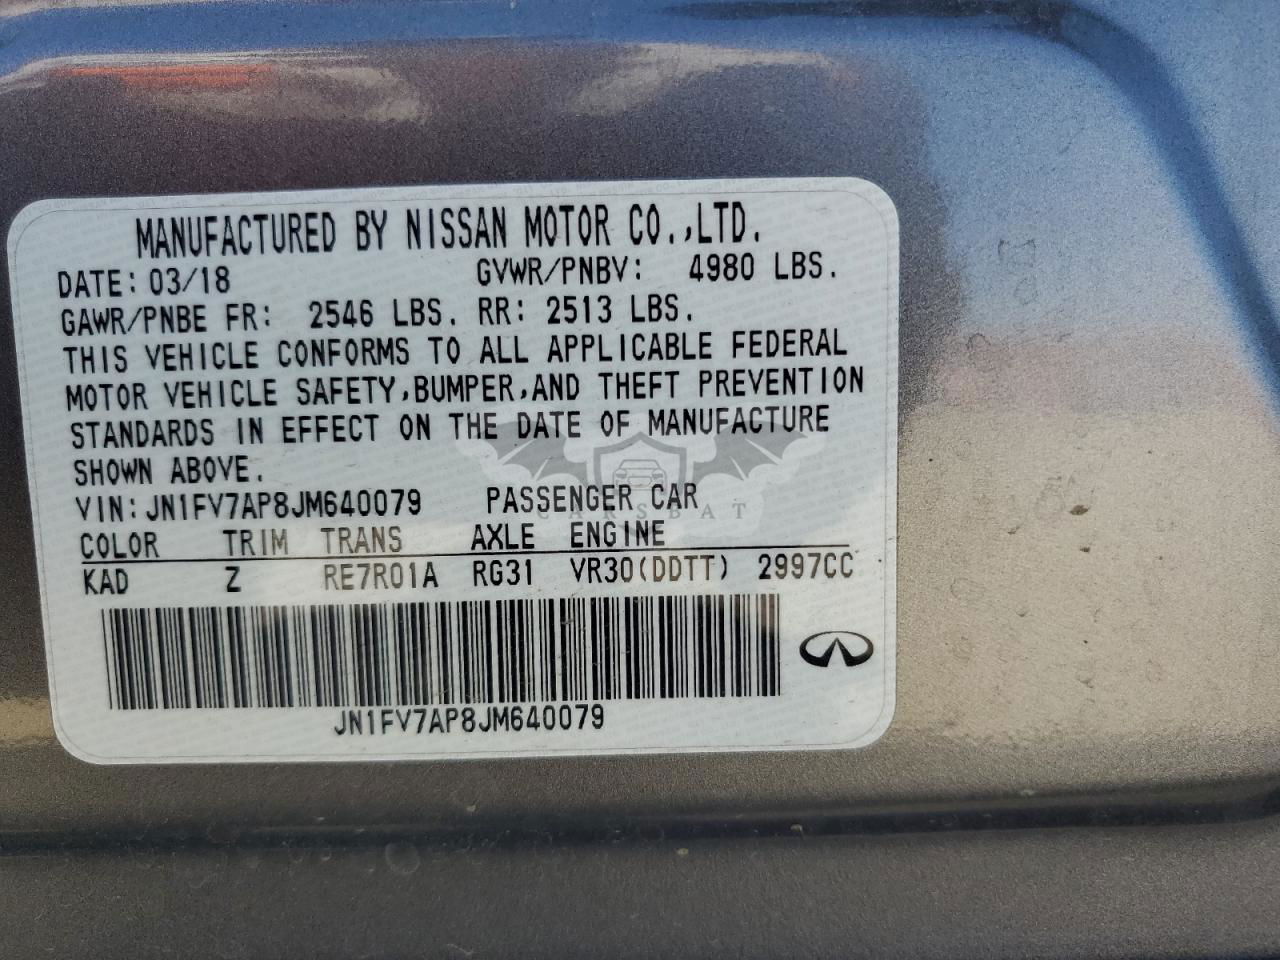 MANUFACTURED BY NISSAN MOTOR CO.,LTD.
DATE: 03/18 GVWR/PNBV: 4980 LBS.
GAWR/PNBE FR: 2546 LBS. RR: 2513 LBS.
THIS VEHICLE CONFORMS TO ALL APPLICABLE FEDERAL
MOTOR VEHICLE SAFETY,BUMPER,AND THEFT PREVENTION
STANDARDS IN EFFECT ON THE DATE OF MANUFACTURE
SHOWN ABOVE.
VIN: JN1FV7AP8JM640079 PASSENGER CAR
CARSBAT
COLOR TRIM TRANS AXLE ENGINE
KAD Z RE7R01A RG31 VR30(DDTT) 2997CC
JN1FV7AP8JM640079